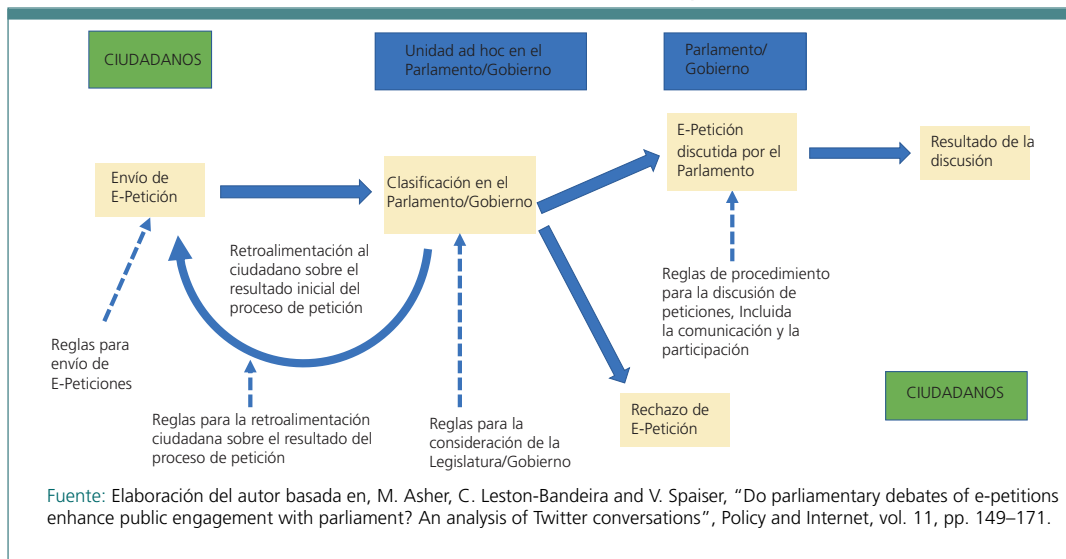 CIUDADANOS
Unidad ad hoc en el
Parlamento/Gobierno
Parlamento/
Gobierno
Envío de
E-Petición
Clasificación en el
Parlamento/Gobierno
E-Petición
discutida por el
Parlamento
Resultado de la
discusión
Retroalimentación al
ciudadano sobre el
resultado inicial del
proceso de petición
Reglas para
envío de
E-Peticiones
Reglas para la retroalimentación
ciudadana sobre el resultado del
proceso de petición
Reglas para la
consideración de la
Legislatura/Gobierno
Reglas de procedimiento
para la discusión de
peticiones, Incluida
la comunicación y la
participación
Rechazo de
E-Petición
CIUDADANOS
Fuente: Elaboración del autor basada en, M. Asher, C. Leston-Bandeira and V. Spaiser, “Do parliamentary debates of e-petitions
enhance public engagement with parliament? An analysis of Twitter conversations”, Policy and Internet, vol. 11, pp. 149–171.